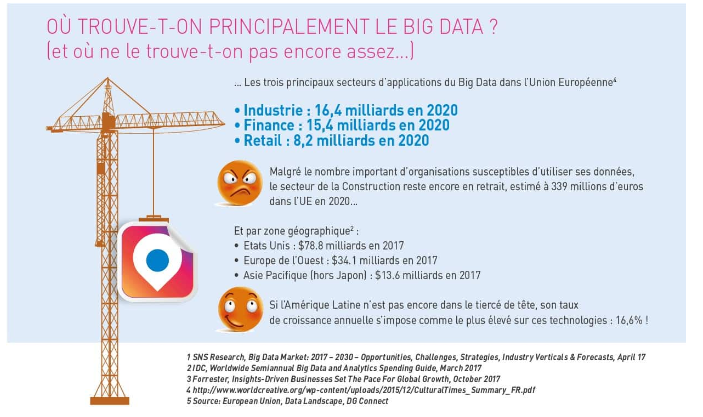 OÙ TROUVE-T-ON PRINCIPALEMENT LE BIG DATA ?
(et où ne le trouve-t-on pas encore assez...)
... Les trois principaux secteurs d'applications du Big Data dans l'Union Européenne⁴
• Industrie : 16,4 milliards en 2020
• Finance : 15,4 milliards en 2020
• Retail : 8,2 milliards en 2020
Malgré le nombre important d'organisations susceptibles d'utiliser ses données,
le secteur de la Construction reste encore en retrait, estimé à 339 millions d'euros
dans l'UE en 2020...
Et par zone géographique² :
• Etats Unis : $78.8 milliards en 2017
• Europe de l'Ouest : $34.1 milliards en 2017
• Asie Pacifique (hors Japon) : $13.6 milliards en 2017
Si l'Amérique Latine n'est pas encore dans le tiercé de tête, son taux
de croissance annuelle s'impose comme le plus élevé sur ces technologies : 16,6% !
1 SNS Research, Big Data Market: 2017 – 2030 – Opportunities, Challenges, Strategies, Industry Verticals & Forecasts, April 17
2 IDC, Worldwide Semiannual Big Data and Analytics Spending Guide, March 2017
3 Forrester, Insights-Driven Businesses Set The Pace For Global Growth, October 2017
4 http://www.worldcreative.org/wp-content/uploads/2015/12/CulturalTimes_Summary_FR.pdf
5 Source: European Union, Data Landscape, DG Connect